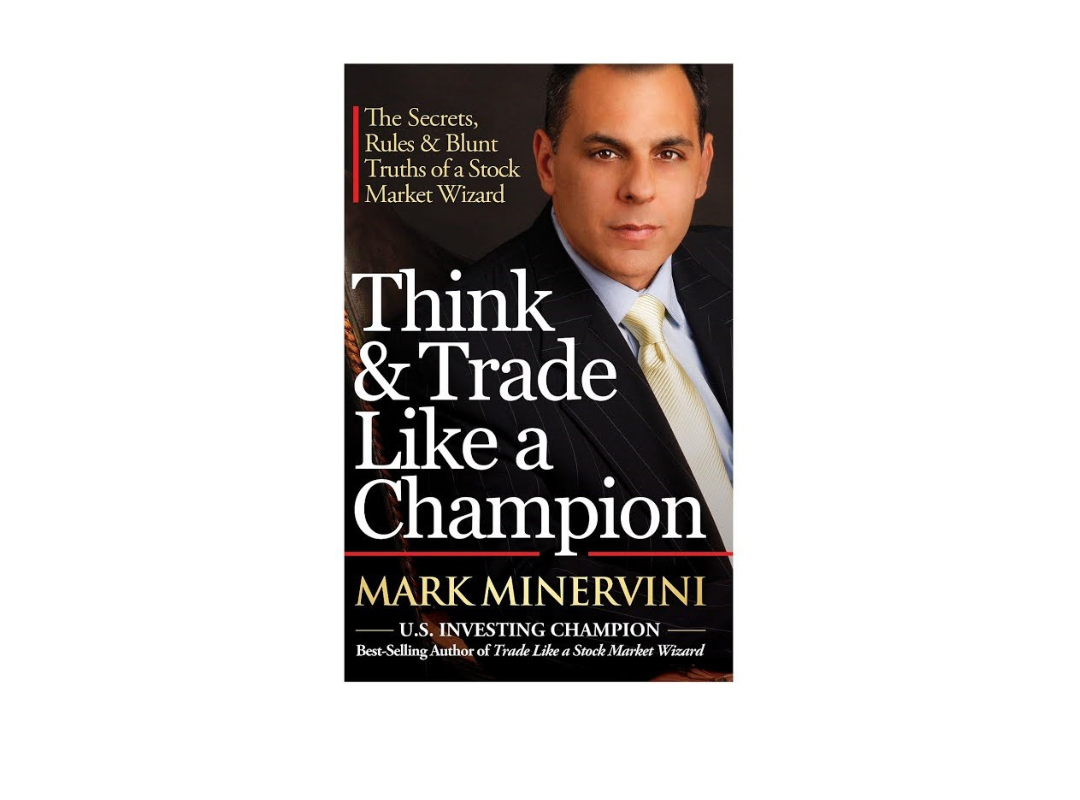 The Secrets,
Rules & Blunt
Truths of a Stock
Market Wizard
Think
& Trade
Like a
Champion
MARK MINERVINI
U.S. INVESTING CHAMPION
Best-Selling Author of Trade Like a Stock Market Wizard